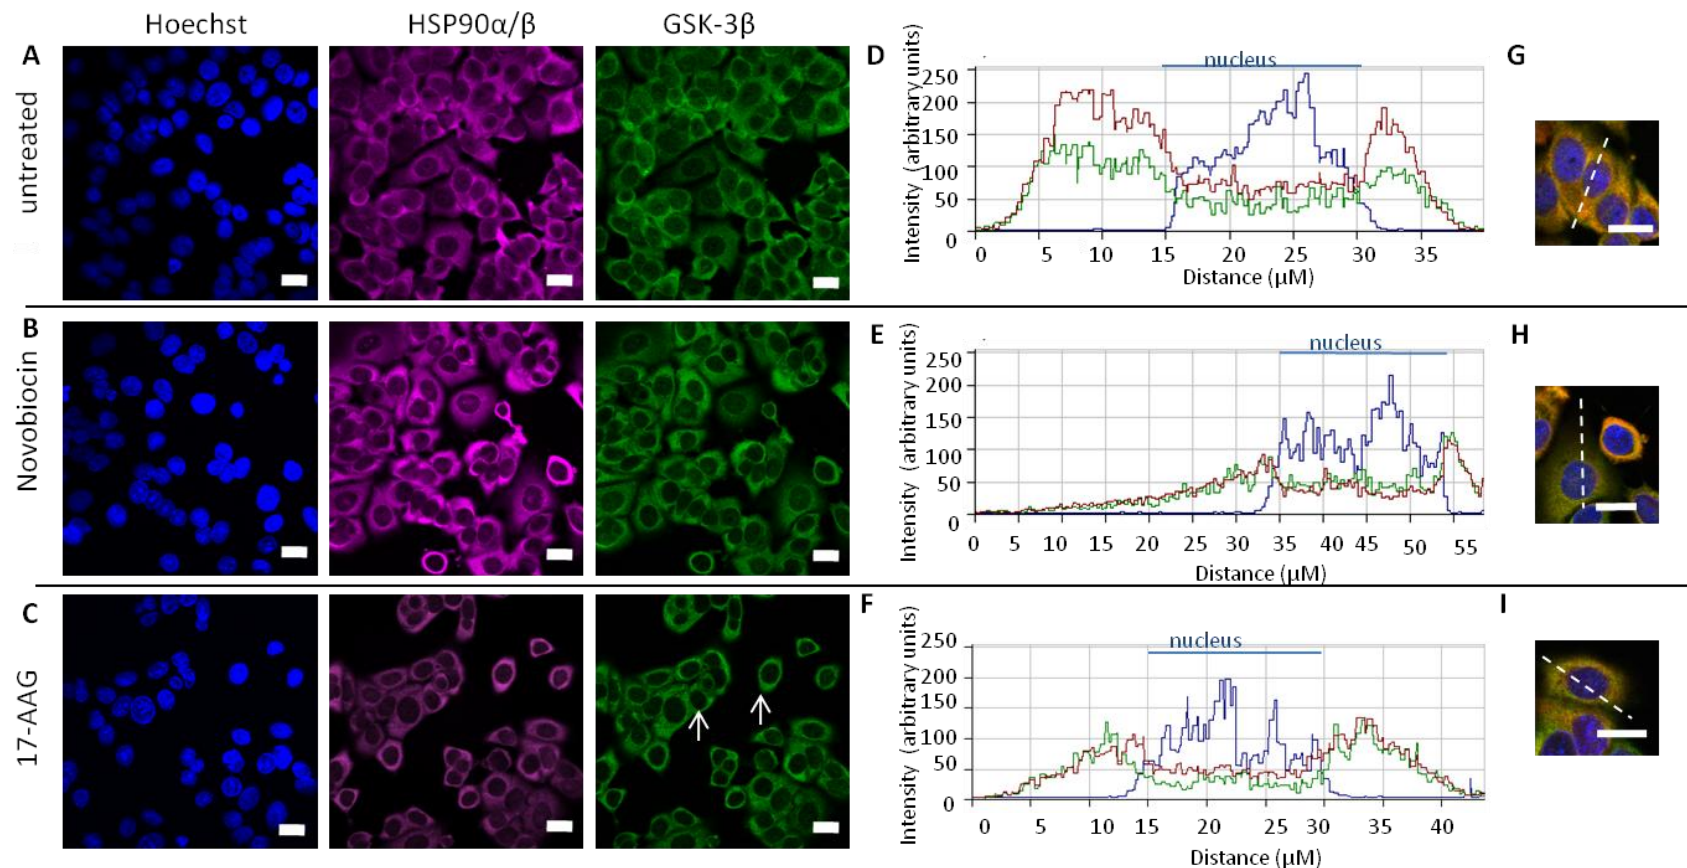 Hoechst
HSP90α/β
GSK-3β
A
untreated
D
Intensity (arbitrary units)
250
200
150
100
50
0
nucleus
0 5 10 15 20 25 30 35
Distance (μM)
G
B
Novobiocin
E
Intensity (arbitrary units)
250
200
150
100
50
0
nucleus
0 5 10 15 20 25 30 35 40 45 50 55
Distance (μM)
H
C
17-AAG
F
Intensity (arbitrary units)
250
200
150
100
50
0
nucleus
0 5 10 15 20 25 30 35 40
Distance (μM)
I